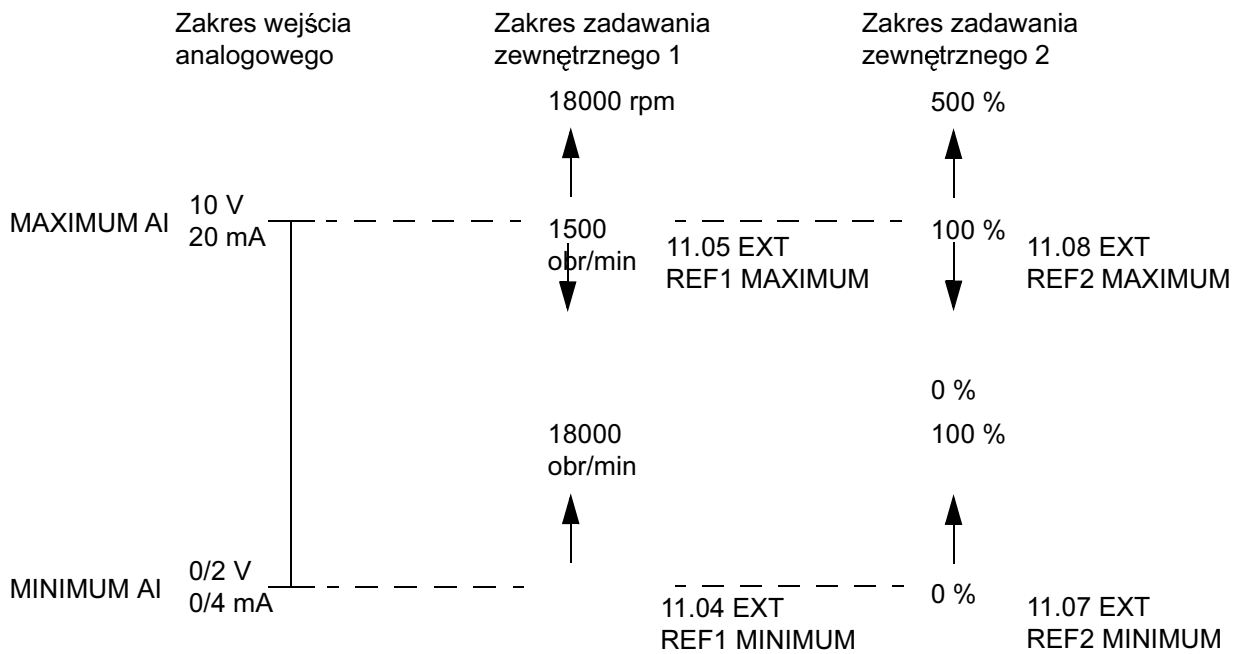 Zakres wejścia
analogowego
Zakres zadawania
zewnętrznego 1
Zakres zadawania
zewnętrznego 2
18000 rpm
500 %
MAXIMUM AI
10 V
20 mA
1500
obr/min
11.05 EXT
REF1 MAXIMUM
100 %
11.08 EXT
REF2 MAXIMUM
0 %
18000
obr/min
100 %
MINIMUM AI
0/2 V
0/4 mA
11.04 EXT
REF1 MINIMUM
0 %
11.07 EXT
REF2 MINIMUM